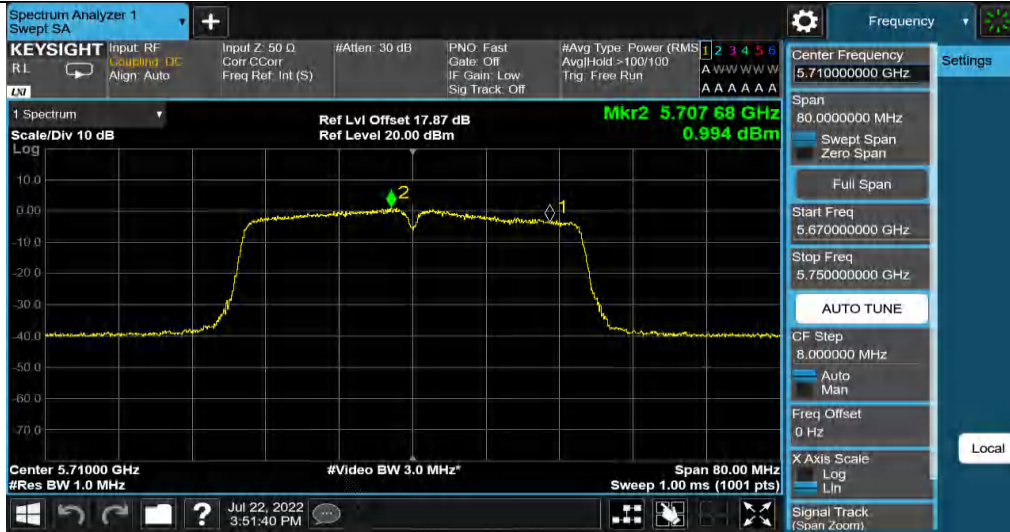 Spectrum Analyzer 1
Swept SA
+
Frequency
KEYSIGHT
RL
LXI
Input: RF
Coupling: DC
Align: Auto
Input Z: 50 Ω
Corr CCorr
Freq Ref: Int (S)
#Atten: 30 dB
PNO: Fast
Gate: Off
IF Gain: Low
Sig Track: Off
#Avg Type: Power (RMS
Avg|Hold >100/100
Trig: Free Run
1 2 3 4 5 6
A W W W W W
A A A A A A
Center Frequency
5.710000000 GHz
Settings
1 Spectrum
Scale/Div 10 dB
Ref Lvl Offset 17.87 dB
Ref Level 20.00 dBm
Mkr2 5.707 68 GHz
0.994 dBm
Log
10.0
0.00
-10.0
-20.0
-30.0
-40.0
-50.0
-60.0
-70.0
2
1
Center 5.71000 GHz
#Res BW 1.0 MHz
#Video BW 3.0 MHz*
Span 80.00 MHz
Sweep 1.00 ms (1001 pts)
Span
80.0000000 MHz
Swept Span
Zero Span
Full Span
Start Freq
5.670000000 GHz
Stop Freq
5.750000000 GHz
AUTO TUNE
CF Step
8.000000 MHz
Auto
Man
Freq Offset
0 Hz
X Axis Scale
Log
Lin
Signal Track
(Span Zoom)
Local
?
Jul 22, 2022
3:51:40 PM